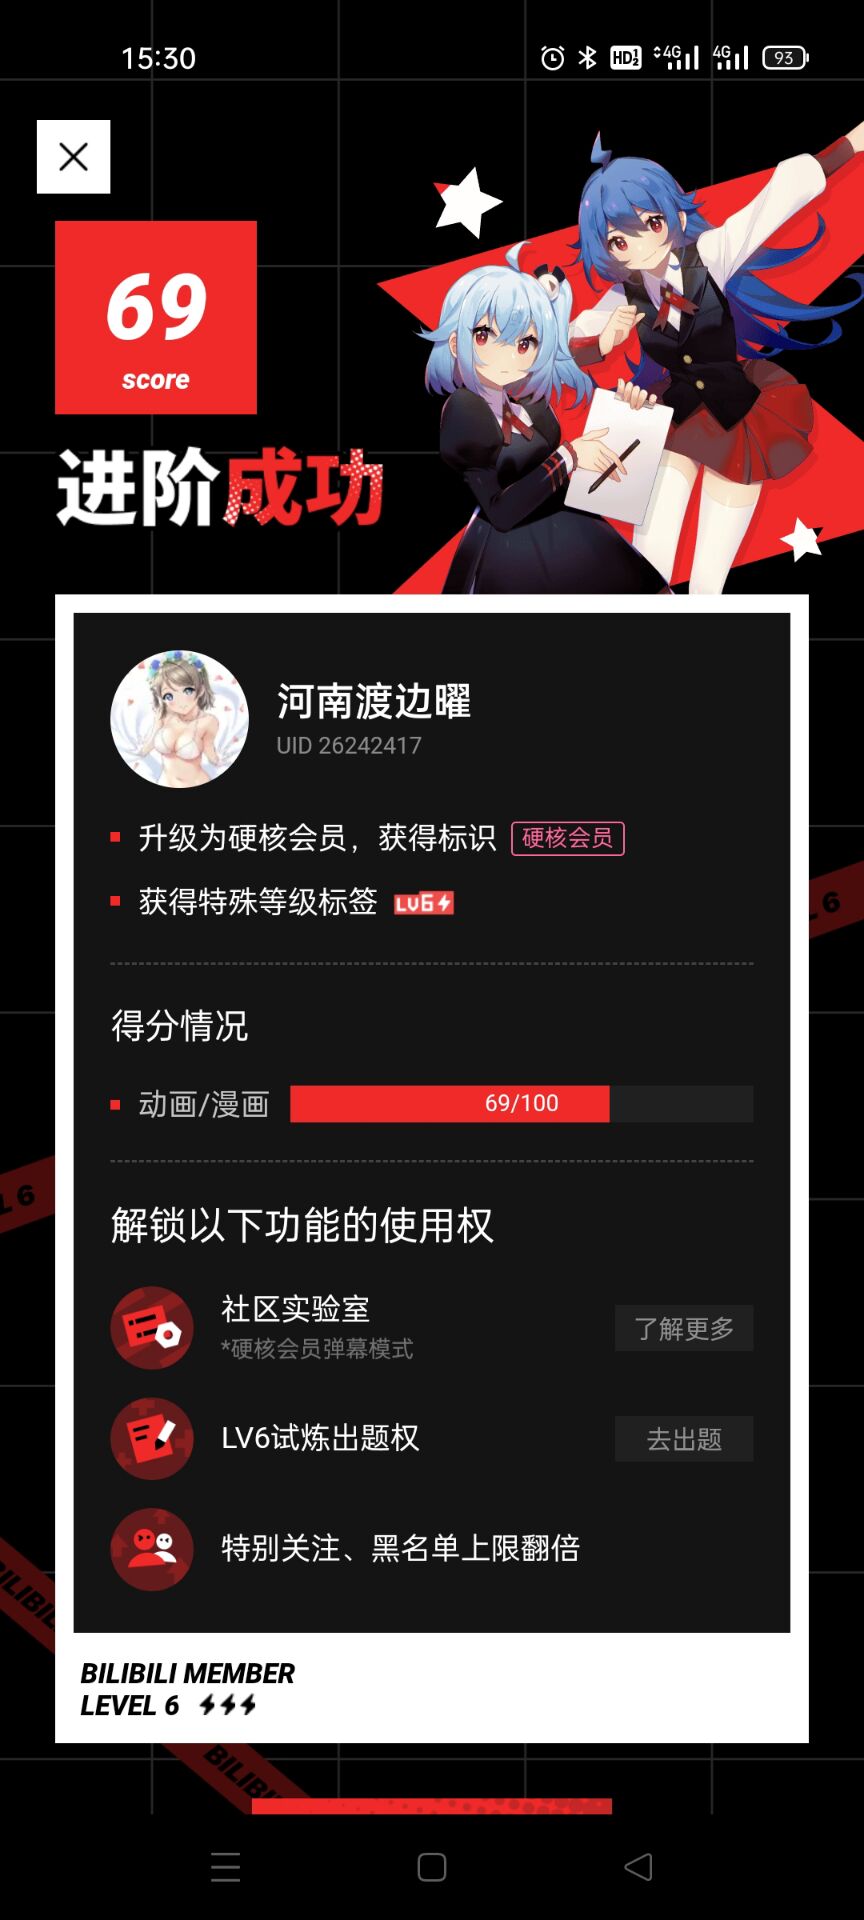 15:30
HD 4G 4G 93
69
score
进阶成功
河南渡边曜
UID 26242417
升级为硬核会员，获得标识 硬核会员
获得特殊等级标签 LV6
L 6
得分情况
动画/漫画 69/100
L 6
解锁以下功能的使用权
社区实验室
*硬核会员弹幕模式
了解更多
LV6试炼出题权
去出题
特别关注、黑名单上限翻倍
BILIBILI MEMBER
LEVEL 6